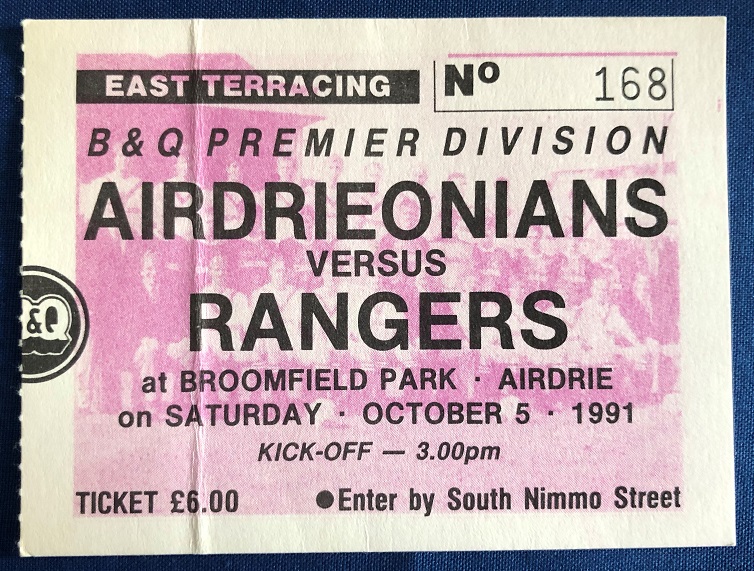 EAST TERRACING
Nº 168
B&Q PREMIER DIVISION
AIRDRIEONIANS
VERSUS
RANGERS
&Q
at BROOMFIELD PARK · AIRDRIE
on SATURDAY · OCTOBER 5 · 1991
KICK-OFF — 3.00pm
TICKET £6.00 ●Enter by South Nimmo Street